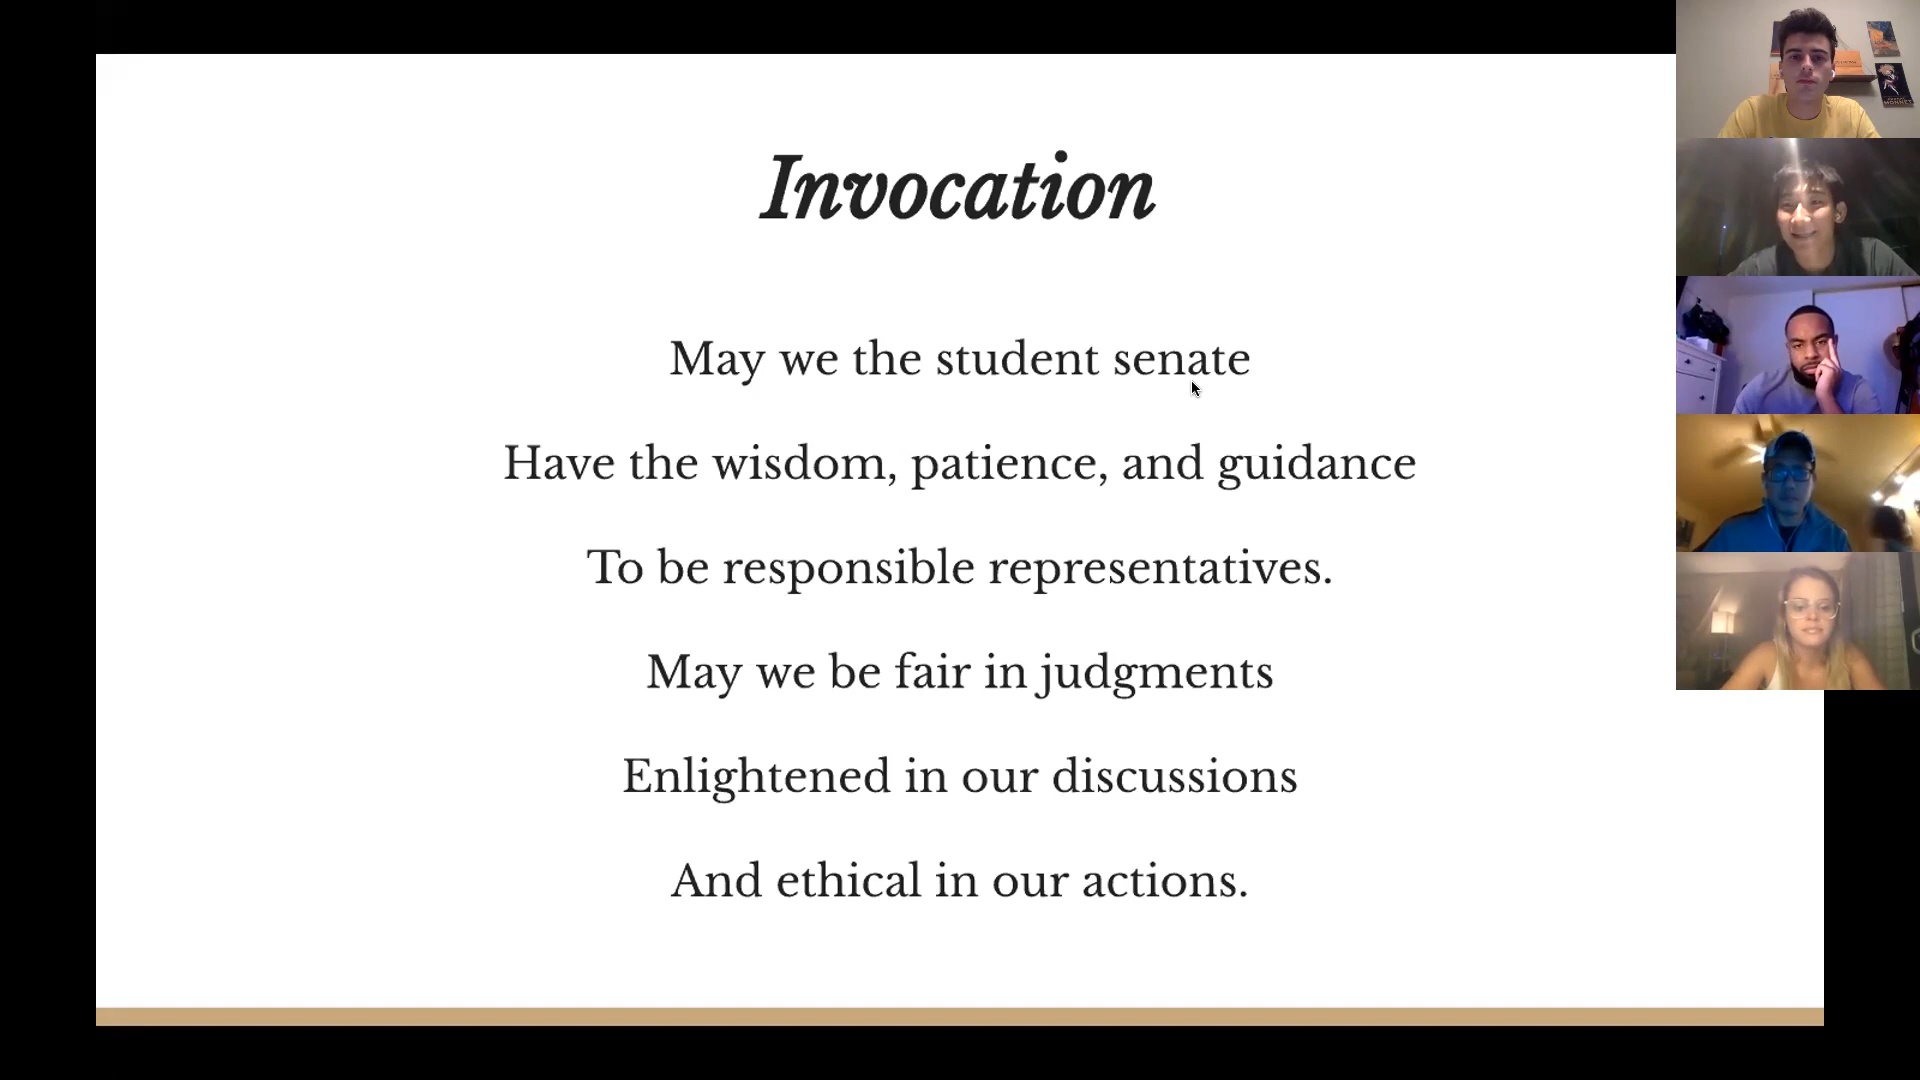 Invocation
May we the student senate
Have the wisdom, patience, and guidance
To be responsible representatives.
May we be fair in judgments
Enlightened in our discussions
And ethical in our actions.